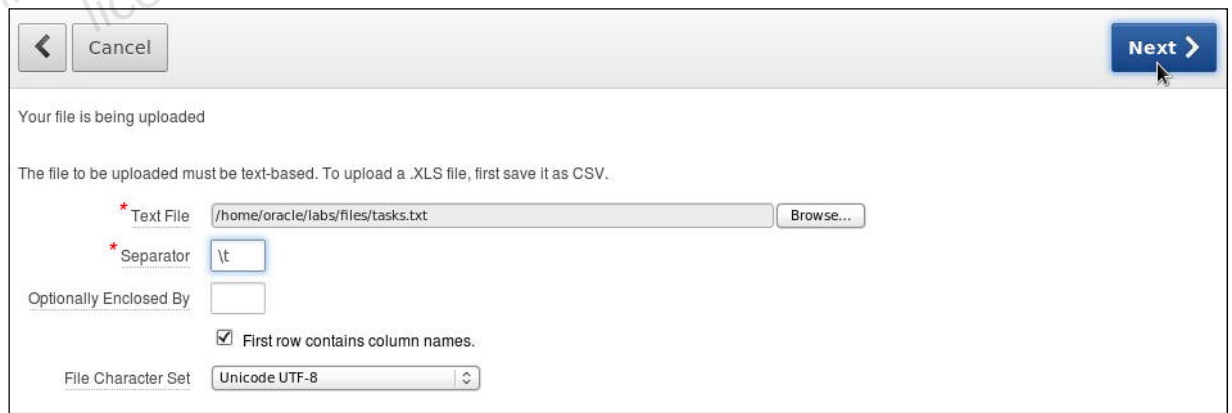 Cancel
Next
Your file is being uploaded
The file to be uploaded must be text-based. To upload a .XLS file, first save it as CSV.
* Text File /home/oracle/labs/files/tasks.txt Browse...
* Separator \t
Optionally Enclosed By
First row contains column names.
File Character Set Unicode UTF-8